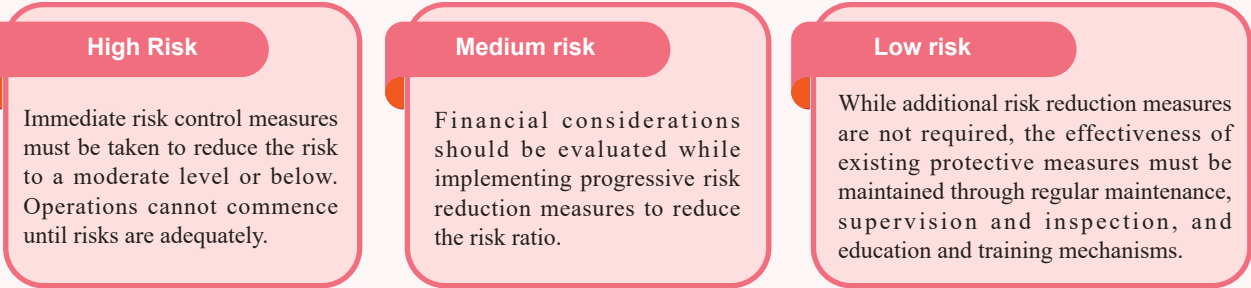 High Risk
Immediate risk control measures
must be taken to reduce the risk
to a moderate level or below.
Operations cannot commence
until risks are adequately.
Medium risk
Financial considerations
should be evaluated while
implementing progressive risk
reduction measures to reduce
the risk ratio.
Low risk
While additional risk reduction measures
are not required, the effectiveness of
existing protective measures must be
maintained through regular maintenance,
supervision and inspection, and
education and training mechanisms.